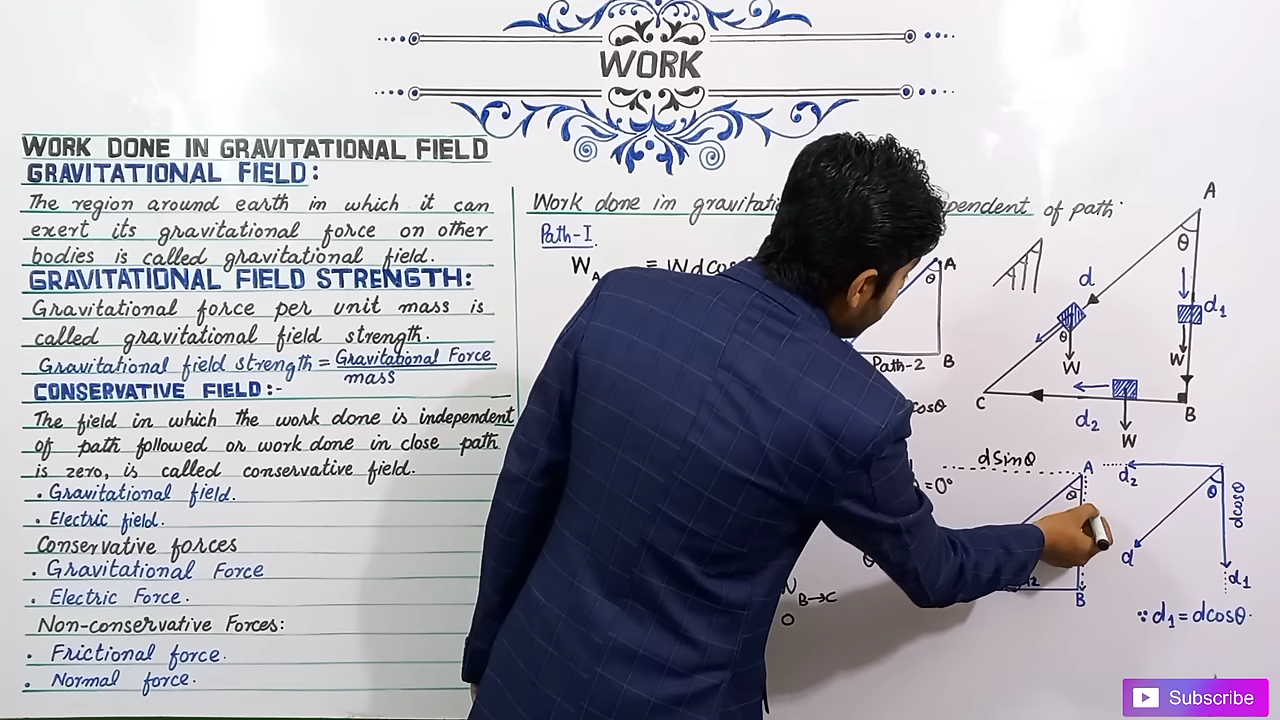 WORK
WORK DONE IN GRAVITATIONAL FIELD
GRAVITATIONAL FIELD:
The region around earth in which it can
exert its gravitational force on other
bodies is called gravitational field.
GRAVITATIONAL FIELD STRENGTH:
Gravitational force per unit mass is
called gravitational field strength.
Gravitational field strength = Gravitational Force
mass
CONSERVATIVE FIELD:-
The field in which the work done is independent
of path followed or work done in close path
is zero, is called conservative field.
. Gravitational field.
. Electric field.
Conservative forces
. Gravitational Force
. Electric Force.
Non-conservative Forces:
. Frictional force.
. Normal force.
Work done in of path
Path-I
W = Wdcos
A
θ
B
Path-2
cosθ
A
θ
d
d1
θ
W
W
C
d2
B
W
dSinθ
= 0°
A
θ
B
B→C
0
d2
θ
dcosθ
d
d1
∵ d1 = dcosθ.
Subscribe